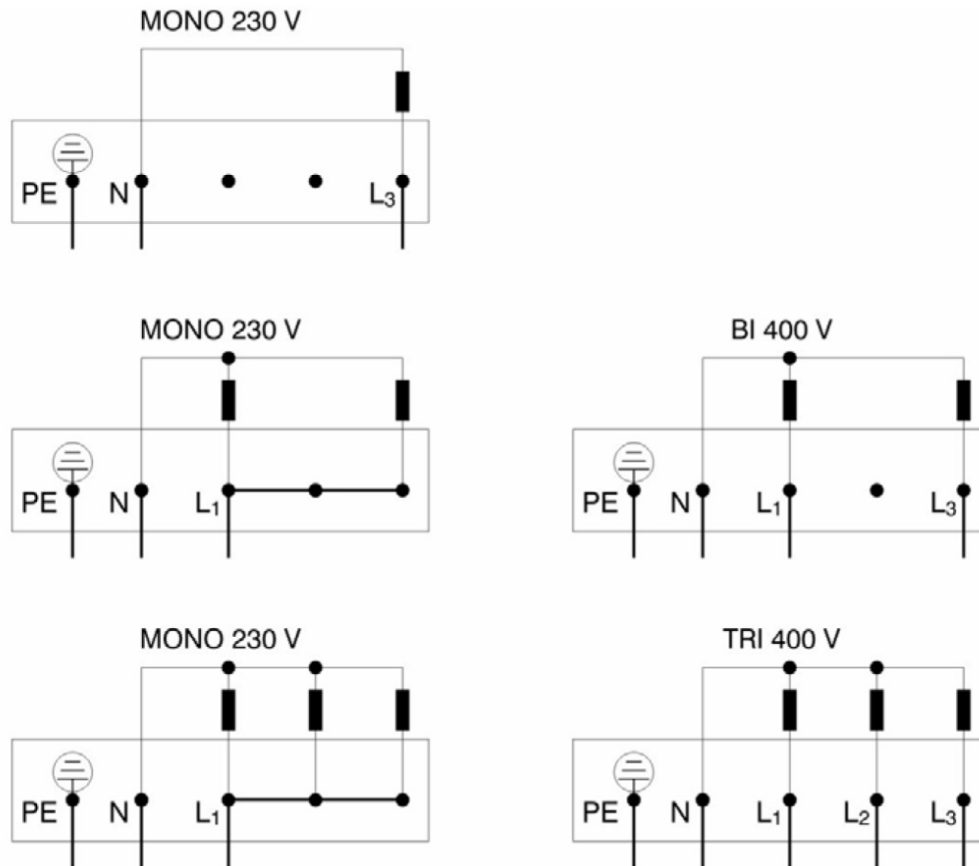 MONO 230 V
PE N L₃
MONO 230 V
PE N L₁
BI 400 V
PE N L₁ L₃
MONO 230 V
PE N L₁
TRI 400 V
PE N L₁ L₂ L₃